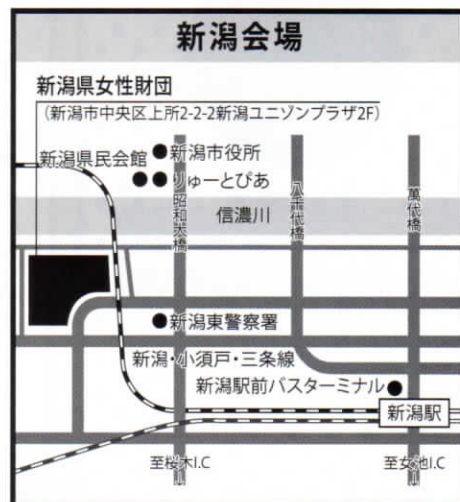 新潟会場
新潟県女性財団
（新潟市中央区上所2-2-2新潟ユニゾンプラザ2F）
新潟県民会館
新潟市役所
りゅーとぴあ
昭和大橋
八千代橋
萬代橋
信濃川
新潟東警察署
新潟・小須戸・三条線
新潟駅前バスターミナル
新潟駅
至桜木I.C
至女池I.C